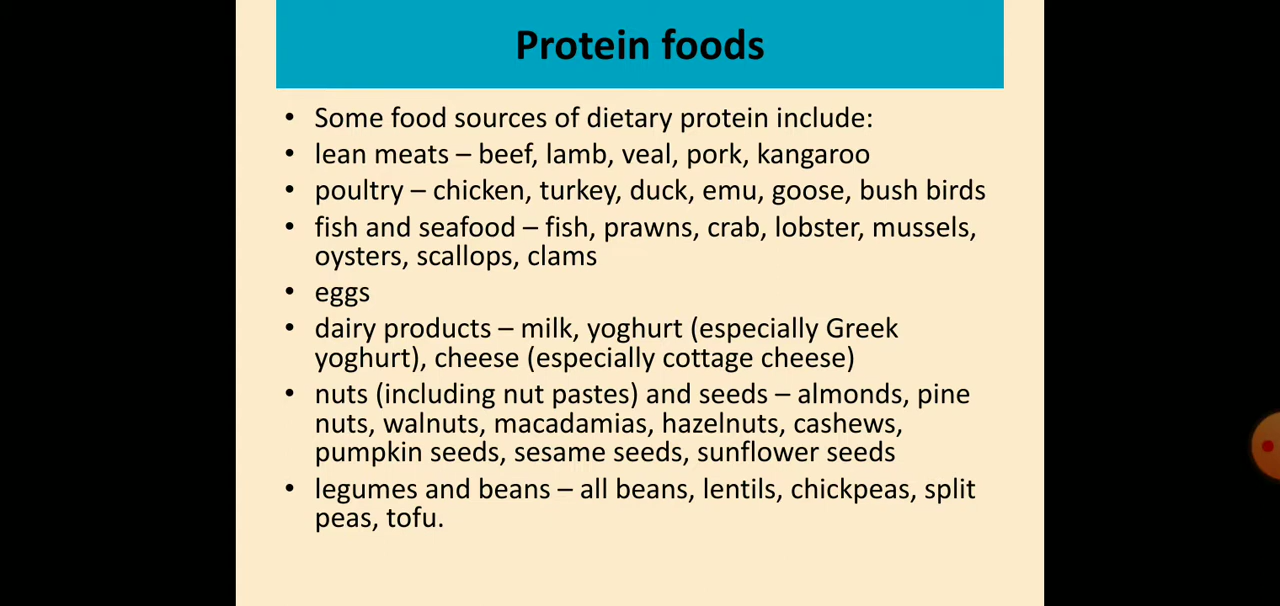 Protein foods
• Some food sources of dietary protein include:
• lean meats – beef, lamb, veal, pork, kangaroo
• poultry – chicken, turkey, duck, emu, goose, bush birds
• fish and seafood – fish, prawns, crab, lobster, mussels,
oysters, scallops, clams
• eggs
• dairy products – milk, yoghurt (especially Greek
yoghurt), cheese (especially cottage cheese)
• nuts (including nut pastes) and seeds – almonds, pine
nuts, walnuts, macadamias, hazelnuts, cashews,
pumpkin seeds, sesame seeds, sunflower seeds
• legumes and beans – all beans, lentils, chickpeas, split
peas, tofu.